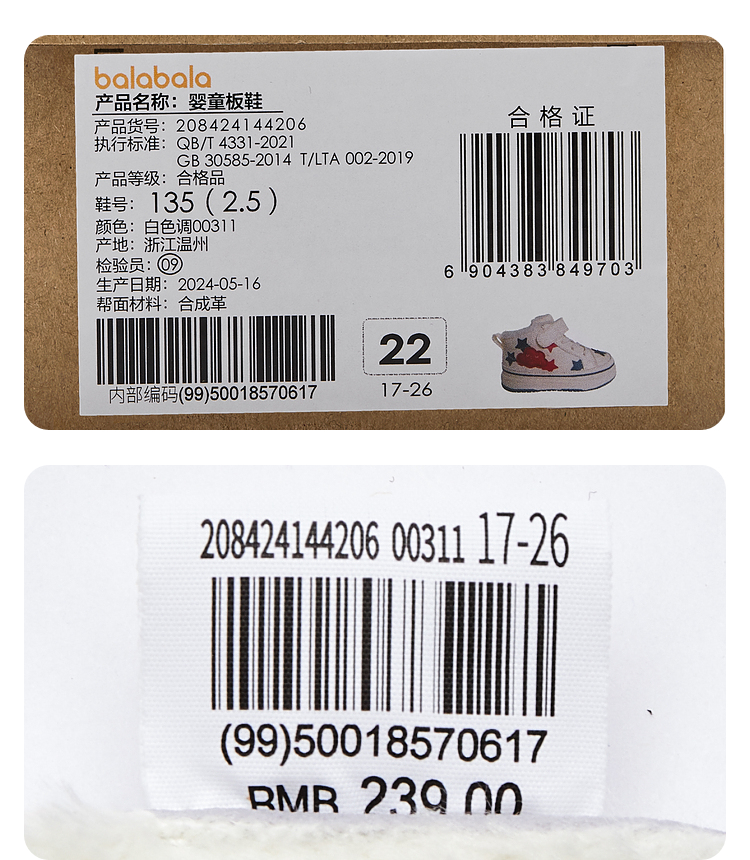 balabala
产品名称：婴童板鞋
产品货号：208424144206
执行标准：QB/T 4331-2021
GB 30585-2014 T/LTA 002-2019
产品等级：合格品
鞋号：135（2.5）
颜色：白色调00311
产地：浙江温州
检验员：09
生产日期：2024-05-16
帮面材料：合成革
内部编码(99)50018570617
合格证
6 904383 849703
22
17-26
208424144206 00311 17-26
(99)50018570617
RMB 239.00